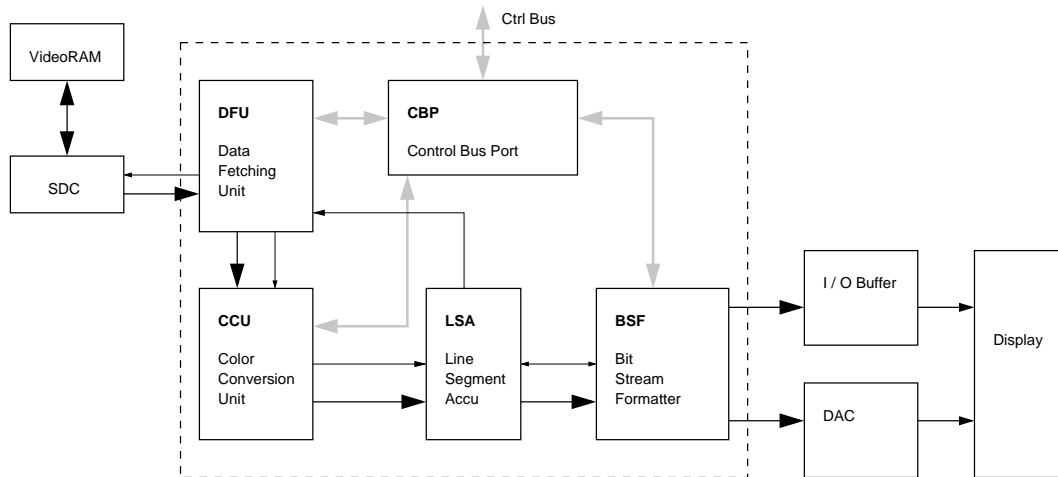 Ctrl Bus
VideoRAM
DFU
Data
Fetching
Unit
CBP
Control Bus Port
SDC
CCU
Color
Conversion
Unit
LSA
Line
Segment
Accu
BSF
Bit
Stream
Formatter
I / O Buffer
Display
DAC